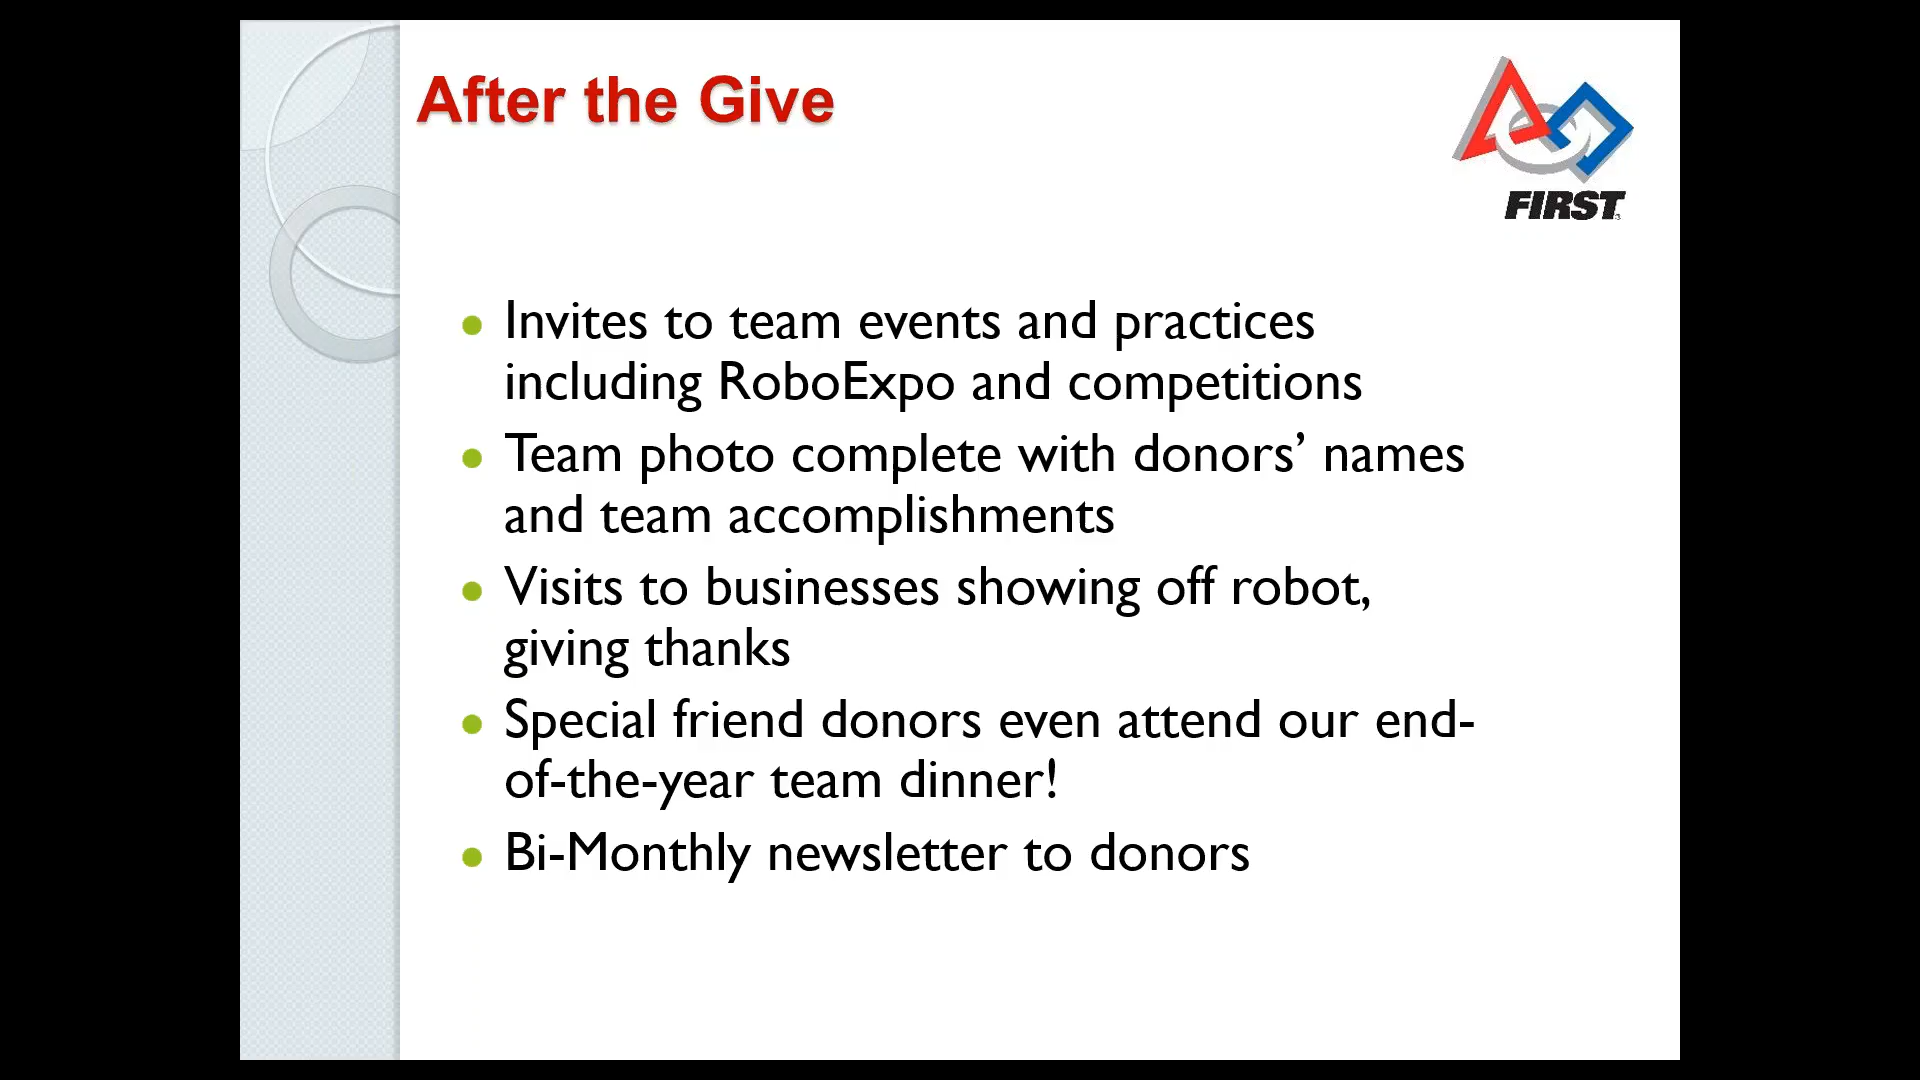 After the Give
FIRST
Invites to team events and practices
including RoboExpo and competitions
Team photo complete with donors’ names
and team accomplishments
Visits to businesses showing off robot,
giving thanks
Special friend donors even attend our end-
of-the-year team dinner!
Bi-Monthly newsletter to donors